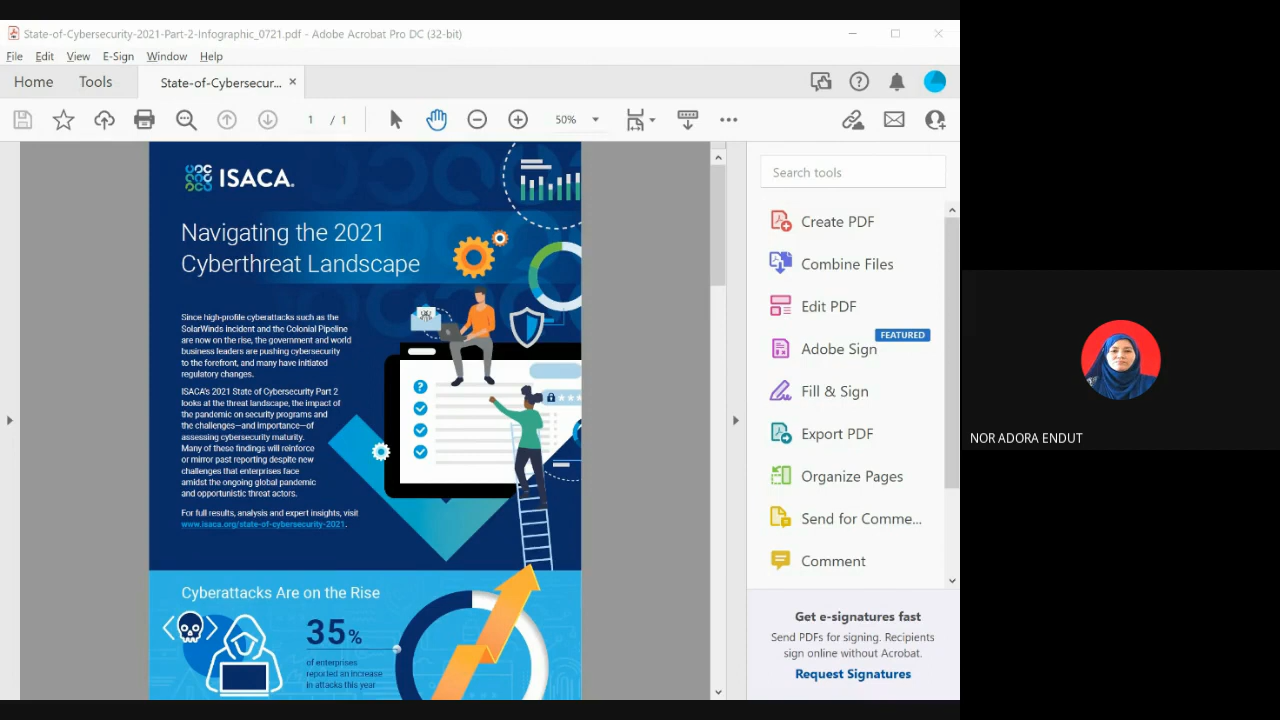 State-of-Cybersecurity-2021-Part-2-Infographic_0721.pdf - Adobe Acrobat Pro DC (32-bit)
File Edit View E-Sign Window Help
Home Tools State-of-Cybersecur... ×
1 / 1 50%
ISACA.
Navigating the 2021
Cyberthreat Landscape
Since high-profile cyberattacks such as the
SolarWinds incident and the Colonial Pipeline
are now on the rise, the government and world
business leaders are pushing cybersecurity
to the forefront, and many have initiated
regulatory changes.
ISACA's 2021 State of Cybersecurity Part 2
looks at the threat landscape, the impact of
the pandemic on security programs and
the challenges—and importance—of
assessing cybersecurity maturity.
Many of these findings will reinforce
or mirror past reporting despite new
challenges that enterprises face
amidst the ongoing global pandemic
and opportunistic threat actors.
For full results, analysis and expert insights, visit
www.isaca.org/state-of-cybersecurity-2021.
Cyberattacks Are on the Rise
35%
of enterprises
reported an increase
in attacks this year
Search tools
Create PDF
Combine Files
Edit PDF
FEATURED
Adobe Sign
Fill & Sign
Export PDF
Organize Pages
Send for Comme...
Comment
Get e-signatures fast
Send PDFs for signing. Recipients
sign online without Acrobat.
Request Signatures
NOR ADORA ENDUT